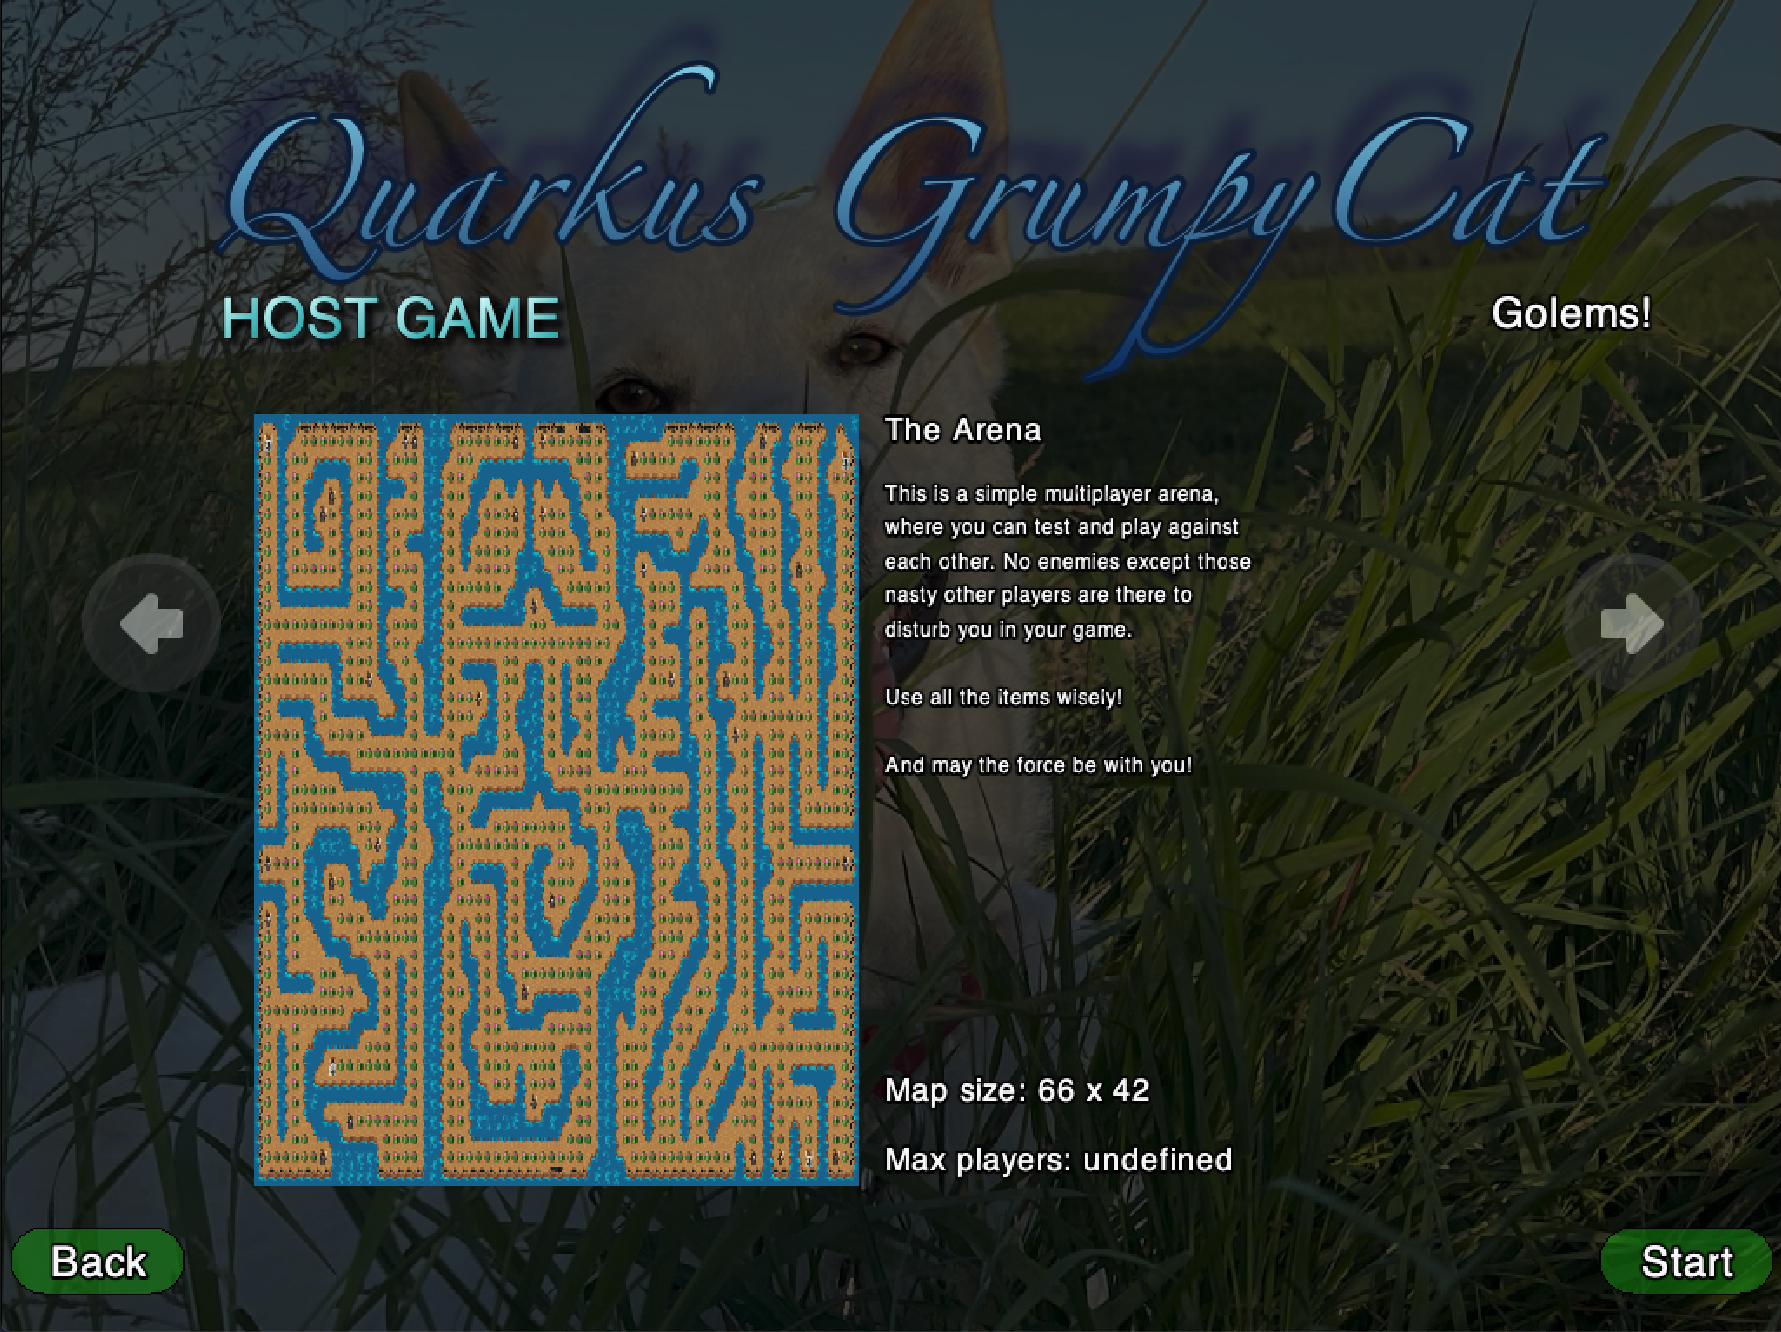 Quarkus GrumpyCat
HOST GAME
Golems!
The Arena
This is a simple multiplayer arena,
where you can test and play against
each other. No enemies except those
nasty other players are there to
disturb you in your game.
Use all the items wisely!
And may the force be with you!
Map size: 66 x 42
Max players: undefined
Back
Start